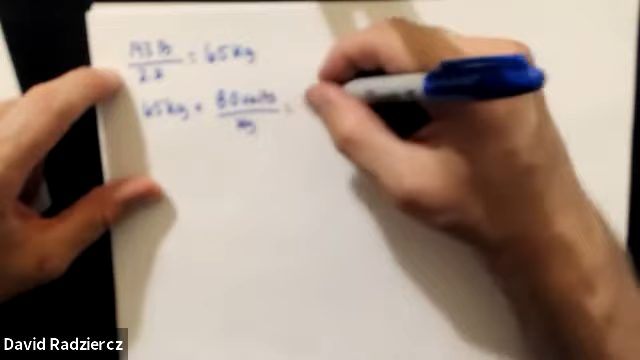 143 lb
2.2 = 65 kg
65 kg × 80 units
kg =
David Radziercz